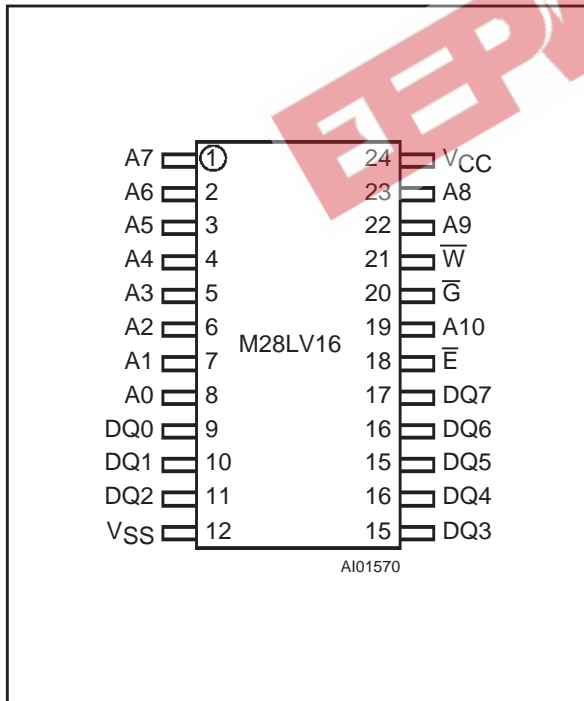 EEPW
A7 1 24 VCC
A6 2 23 A8
A5 3 22 A9
A4 4 21 W̅
A3 5 20 G̅
A2 6 19 A10
M28LV16
A1 7 18 E̅
A0 8 17 DQ7
DQ0 9 16 DQ6
DQ1 10 15 DQ5
DQ2 11 16 DQ4
VSS 12 15 DQ3
AI01570